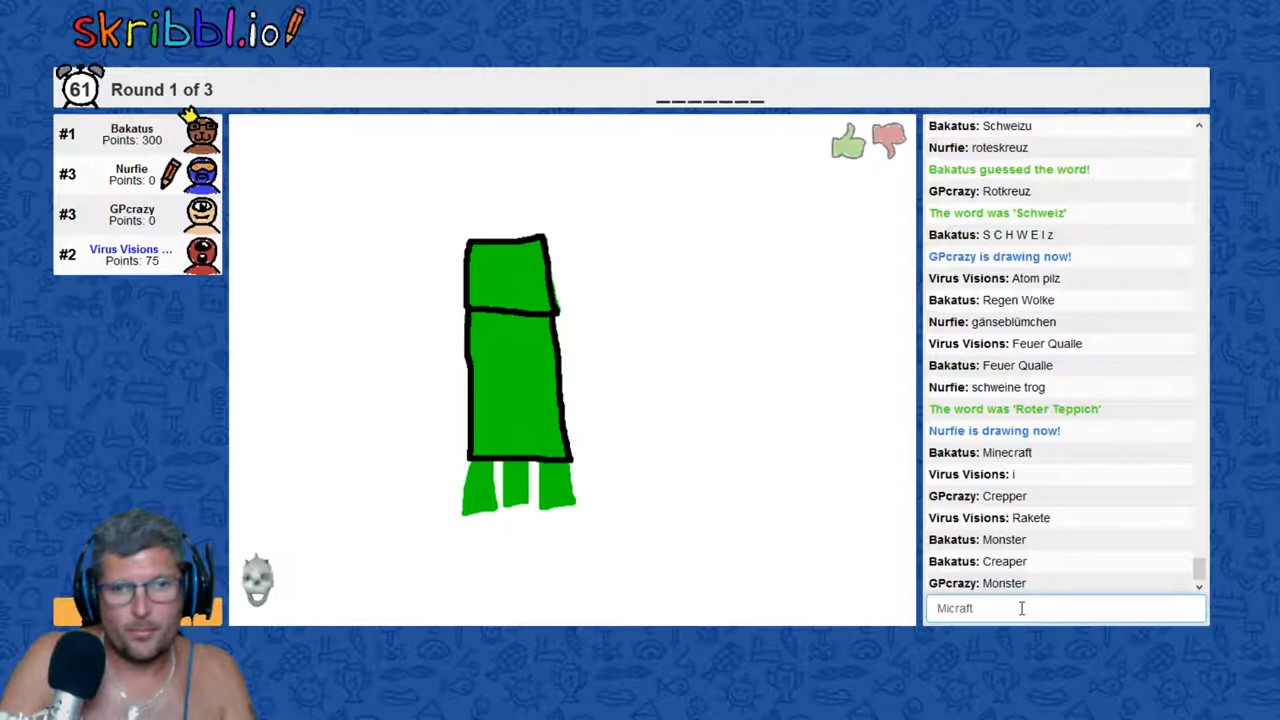 skribbl.io
61
Round 1 of 3
_______
#1
Bakatus
Points: 300
#3
Nurfie
Points: 0
#3
GPcrazy
Points: 0
#2
Virus Visions ...
Points: 75
Bakatus: Schweizu
Nurfie: roteskreuz
Bakatus guessed the word!
GPcrazy: Rotkreuz
The word was 'Schweiz'
Bakatus: S C H W E I z
GPcrazy is drawing now!
Virus Visions: Atom pilz
Bakatus: Regen Wolke
Nurfie: gänseblümchen
Virus Visions: Feuer Qualle
Bakatus: Feuer Qualle
Nurfie: schweine trog
The word was 'Roter Teppich'
Nurfie is drawing now!
Bakatus: Minecraft
Virus Visions: i
GPcrazy: Crepper
Virus Visions: Rakete
Bakatus: Monster
Bakatus: Creaper
GPcrazy: Monster
Micraft